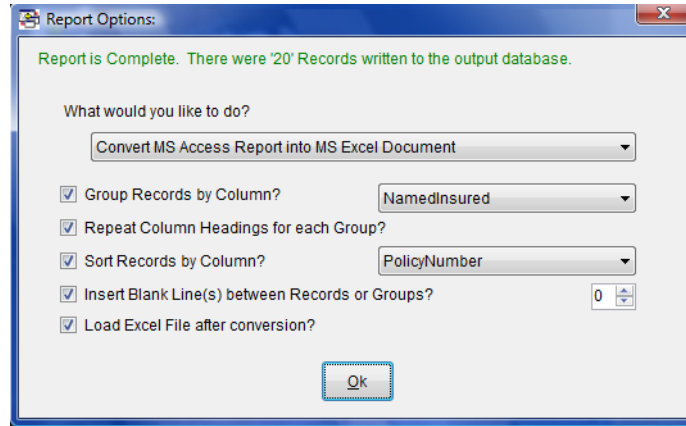 Report Options:
Report is Complete. There were '20' Records written to the output database.
What would you like to do?
Convert MS Access Report into MS Excel Document
Group Records by Column? NamedInsured
Repeat Column Headings for each Group?
Sort Records by Column? PolicyNumber
Insert Blank Line(s) between Records or Groups? 0
Load Excel File after conversion?
Ok